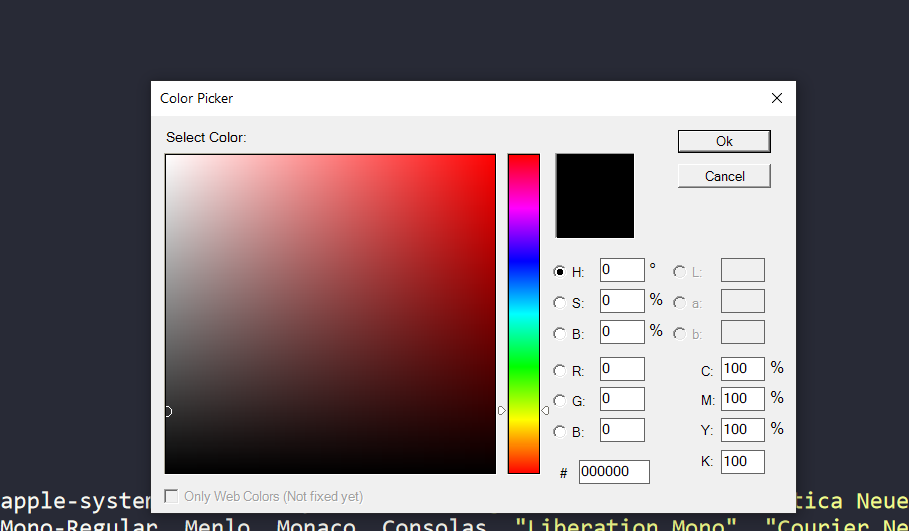 Color Picker
Select Color:
Ok
Cancel
H: 0 ° L:
S: 0 % a:
B: 0 % b:
R: 0 C: 100 %
G: 0 M: 100 %
B: 0 Y: 100 %
K: 100
# 000000
Only Web Colors (Not fixed yet)
apple-system tica Neue
Mono-Regular, Menlo, Monaco, Consolas, "Liberation Mono", "Courier Ne